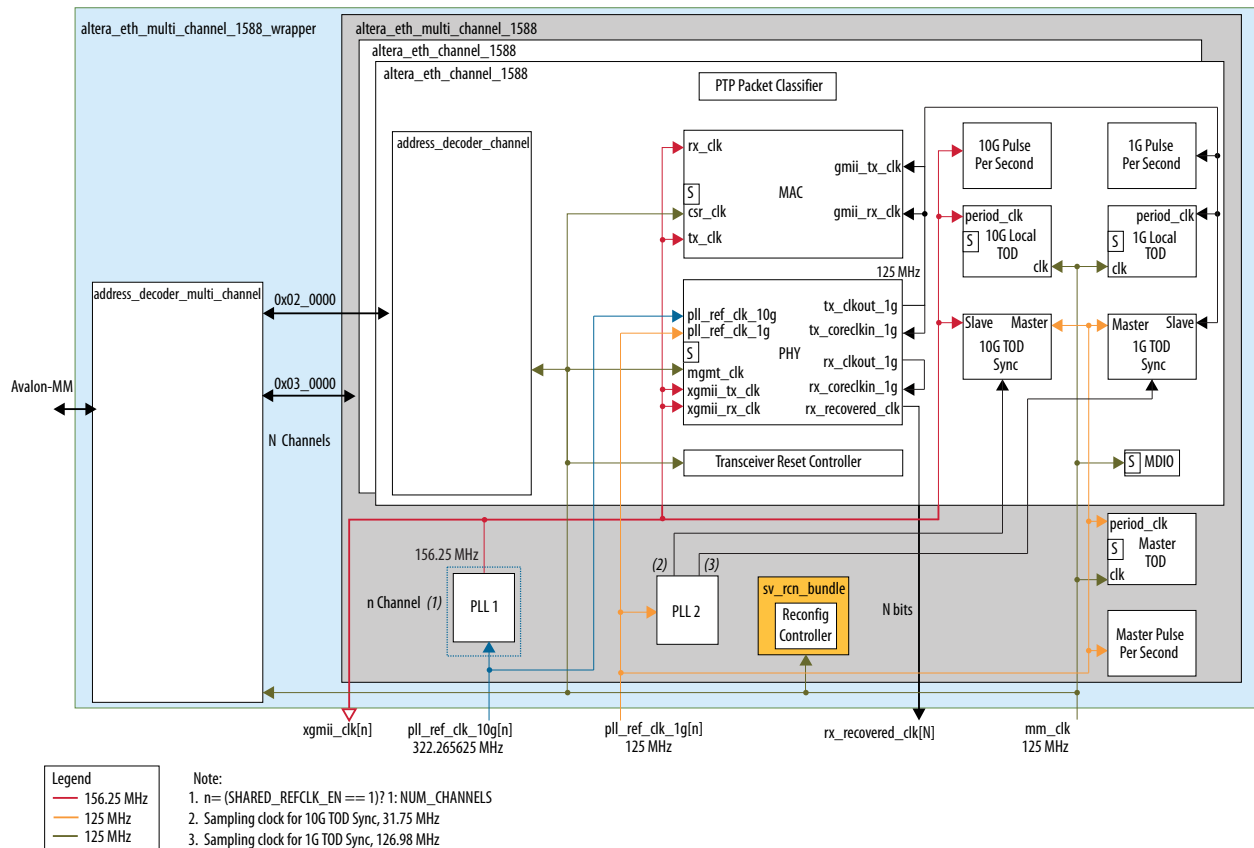 altera_eth_multi_channel_1588_wrapper
altera_eth_multi_channel_1588
altera_eth_channel_1588
altera_eth_channel_1588
PTP Packet Classifier
address_decoder_channel
rx_clk
gmii_tx_clk
S
MAC
csr_clk
gmii_rx_clk
tx_clk
10G Pulse
Per Second
1G Pulse
Per Second
period_clk
S
10G Local
TOD
clk
period_clk
S
1G Local
TOD
clk
125 MHz
address_decoder_multi_channel
0x02_0000
0x03_0000
Avalon-MM
N Channels
pll_ref_clk_10g
pll_ref_clk_1g
S
PHY
mgmt_clk
xgmii_tx_clk
xgmii_rx_clk
tx_clkout_1g
tx_coreclkin_1g
rx_clkout_1g
rx_coreclkin_1g
rx_recovered_clk
Slave Master
10G TOD
Sync
Master Slave
1G TOD
Sync
Transceiver Reset Controller
S MDIO
period_clk
S
Master
TOD
clk
156.25 MHz
n Channel (1)
PLL 1
(2)
(3)
PLL 2
sv_rcn_bundle
Reconfig
Controller
N bits
Master Pulse
Per Second
xgmii_clk[n]
pll_ref_clk_10g[n]
322.265625 MHz
pll_ref_clk_1g[n]
125 MHz
rx_recovered_clk[N]
mm_clk
125 MHz
Legend
156.25 MHz
125 MHz
125 MHz
Note:
1. n= (SHARED_REFCLK_EN == 1)? 1: NUM_CHANNELS
2. Sampling clock for 10G TOD Sync, 31.75 MHz
3. Sampling clock for 1G TOD Sync, 126.98 MHz